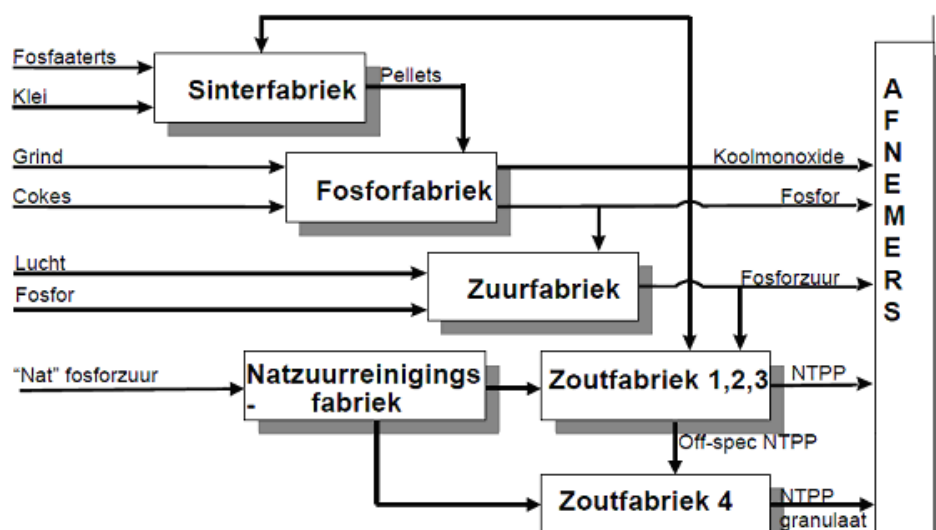 Fosfaaterts
Klei
Sinterfabriek
Pellets
Grind
Cokes
Fosforfabriek
Koolmonoxide
Fosfor
Lucht
Fosfor
Zuurfabriek
Fosforzuur
"Nat" fosforzuur
Natzuurreinigings
- fabriek
Zoutfabriek 1,2,3
NTPP
Off-spec NTPP
Zoutfabriek 4
NTPP
granulaat
A
F
N
E
M
E
R
S